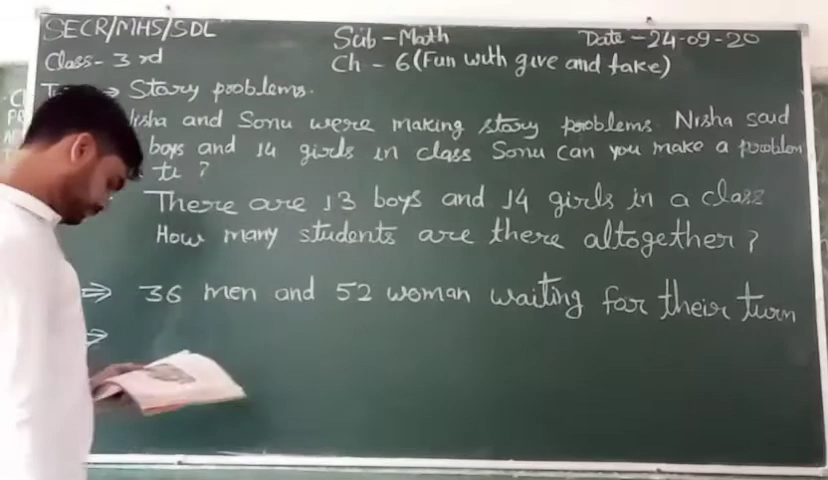 SECR/MHS/SDL
Sub - Math
Date - 24-09-20
Class - 3rd
Ch - 6 (Fun with give and take)
→ Story problems.
and Sonu were making story problems. Nisha said
boys and 14 girls in class Sonu can you make a problem
?
There are 13 boys and 14 girls in a class
How many students are there altogether?
⇒ 36 men and 52 woman waiting for their turn
⇒